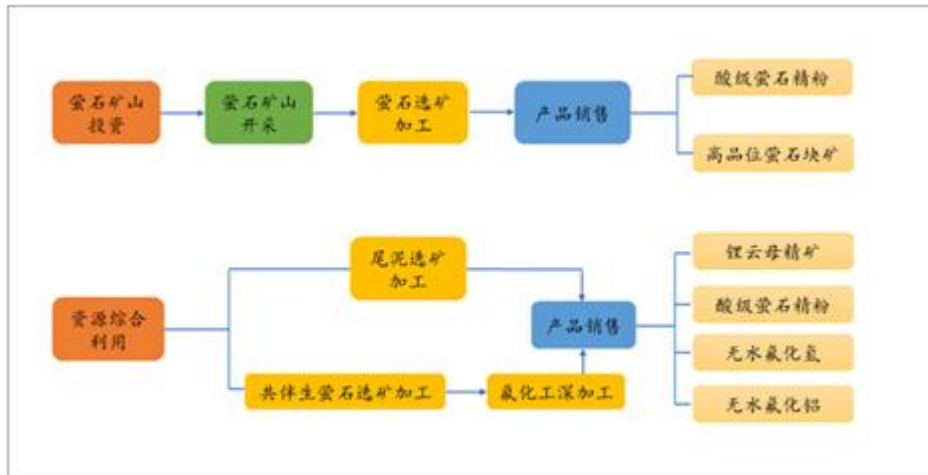 萤石矿山
投资
萤石矿山
开采
萤石选矿
加工
产品销售
酸级萤石精粉
高品位萤石块矿
资源综合
利用
尾泥选矿
加工
共伴生萤石选矿加工
氟化工深加工
产品销售
锂云母精矿
酸级萤石精粉
无水氟化氢
无水氟化铝